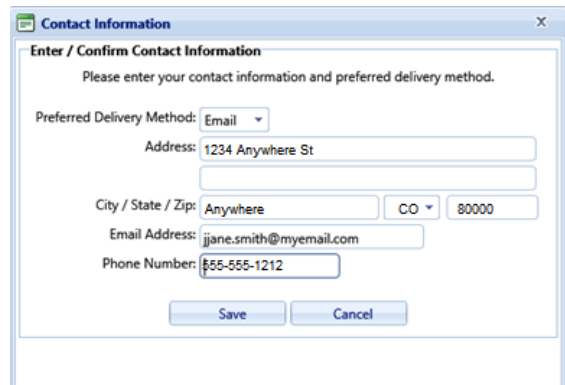 Contact Information x
Enter / Confirm Contact Information
Please enter your contact information and preferred delivery method.
Preferred Delivery Method: Email
Address: 1234 Anywhere St
City / State / Zip: Anywhere CO 80000
Email Address: jjane.smith@myemail.com
Phone Number: 555-555-1212
Save Cancel